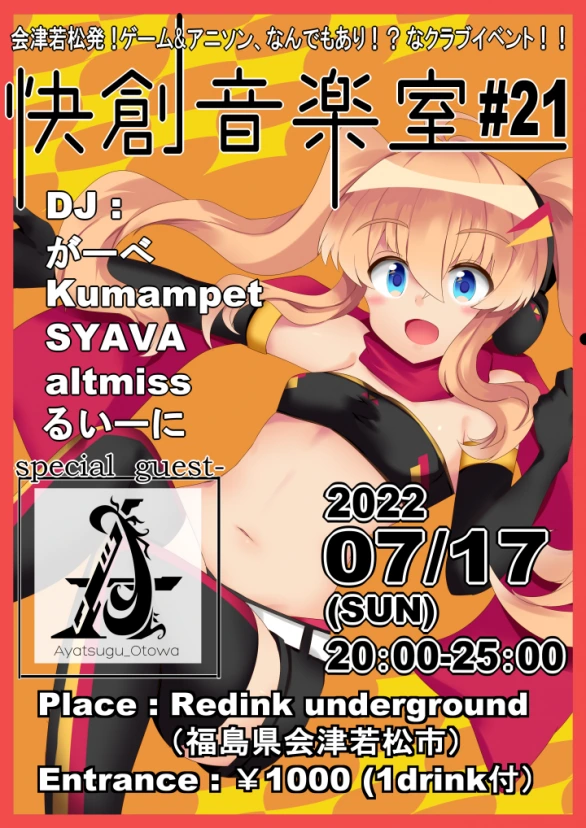 会津若松発！ゲーム&アニソン、なんでもあり！？なクラブイベント！！
快創音楽室 #21
DJ :
がーべ
Kumampet
SYAVA
altmiss
るいーに
special guest-
Ayatsugu_Otowa
2022
07/17
(SUN)
20:00-25:00
Place : Redink underground
（福島県会津若松市）
Entrance : ￥1000 (1drink付）